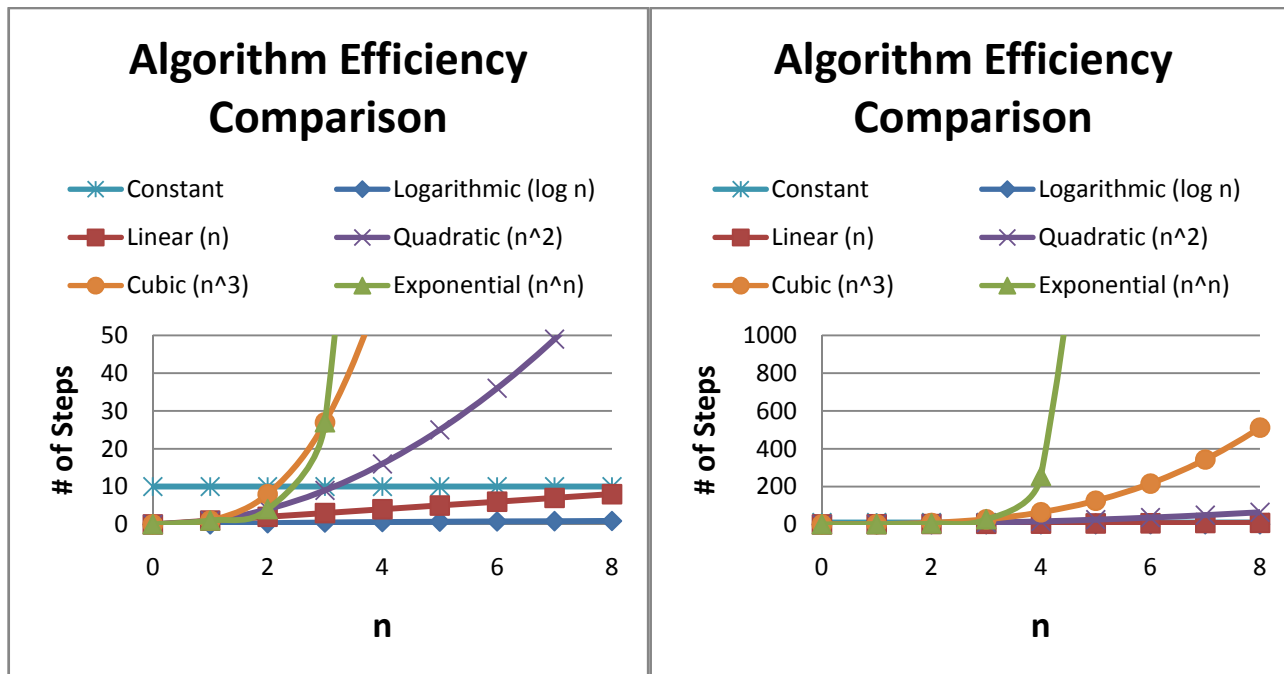 Algorithm Efficiency
Comparison
Constant
Logarithmic (log n)
Linear (n)
Quadratic (n^2)
Cubic (n^3)
Exponential (n^n)
50
40
30
20
10
0
# of Steps
0 2 4 6 8
n
Algorithm Efficiency
Comparison
Constant
Logarithmic (log n)
Linear (n)
Quadratic (n^2)
Cubic (n^3)
Exponential (n^n)
1000
800
600
400
200
0
# of Steps
0 2 4 6 8
n